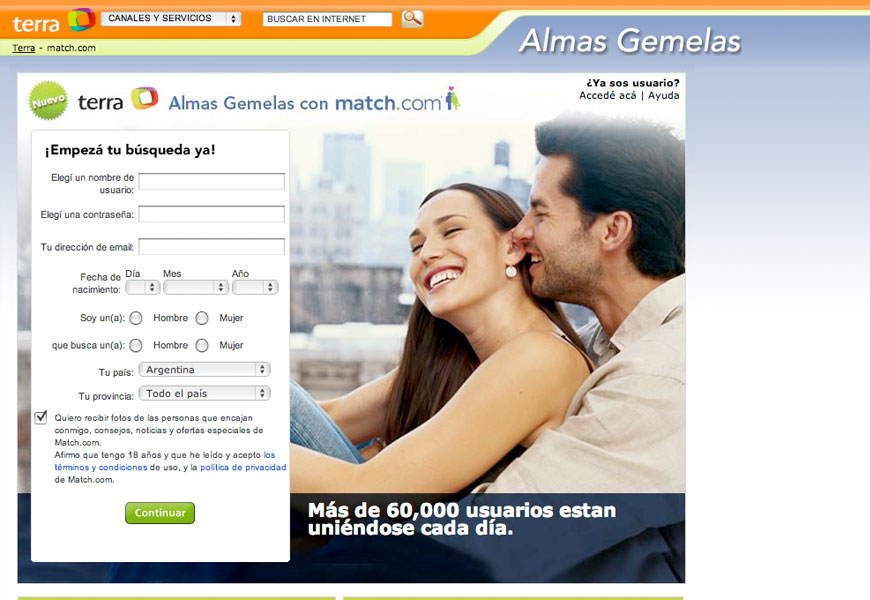 terra
CANALES Y SERVICIOS
BUSCAR EN INTERNET
Terra - match.com
Almas Gemelas
Nuevo
terra Almas Gemelas con match.com
¿Ya sos usuario?
Accedé acá | Ayuda
¡Empezá tu búsqueda ya!
Elegí un nombre de
usuario:
Elegí una contraseña:
Tu dirección de email:
Día Mes Año
Fecha de
nacimiento:
Soy un(a): Hombre Mujer
que busca un(a): Hombre Mujer
Tu país: Argentina
Tu provincia: Todo el país
Quiero recibir fotos de las personas que encajan
conmigo, consejos, noticias y ofertas especiales de
Match.com.
Afirmo que tengo 18 años y que he leído y acepto los
términos y condiciones de uso, y la política de privacidad
de Match.com.
Continuar
Más de 60,000 usuarios estan
uniéndose cada día.